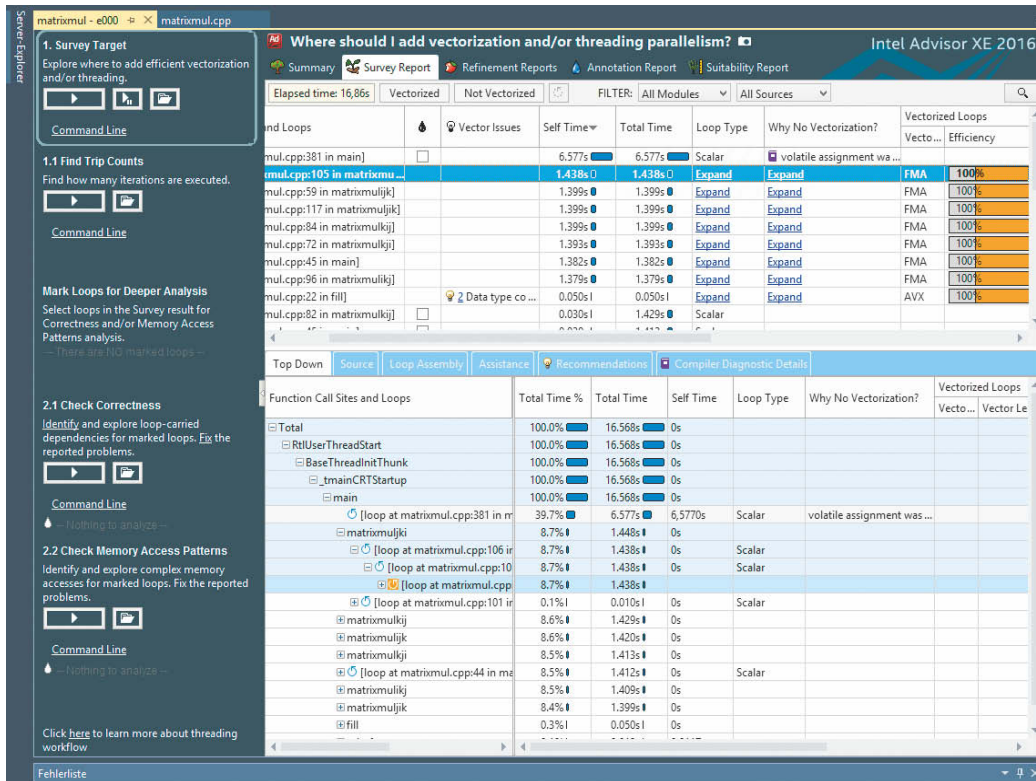 Server-Explorer
matrixmul - e000
matrixmul.cpp
1. Survey Target
Explore where to add efficient vectorization
and/or threading.
Command Line
1.1 Find Trip Counts
Find how many iterations are executed.
Command Line
Mark Loops for Deeper Analysis
Select loops in the Survey result for
Correctness and/or Memory Access
Patterns analysis.
-- There are NO marked loops --
2.1 Check Correctness
Identify and explore loop-carried
dependencies for marked loops. Fix the
reported problems.
Command Line
-- Nothing to analyze --
2.2 Check Memory Access Patterns
Identify and explore complex memory
accesses for marked loops. Fix the reported
problems.
Command Line
-- Nothing to analyze --
Click here to learn more about threading
workflow
Where should I add vectorization and/or threading parallelism?
Intel Advisor XE 2016
Summary Survey Report Refinement Reports Annotation Report Suitability Report
Elapsed time: 16,86s Vectorized Not Vectorized FILTER: All Modules All Sources
and Loops Vector Issues Self Time Total Time Loop Type Why No Vectorization? Vectorized Loops
Vecto... Efficiency
mul.cpp:381 in main] 6.577s 6.577s Scalar volatile assignment wa ...
xmul.cpp:105 in matrixmu ... 1.438s 1.438s Expand Expand FMA 100%
mul.cpp:59 in matrixmulijk] 1.399s 1.399s Expand Expand FMA 100%
mul.cpp:117 in matrixmuljik] 1.399s 1.399s Expand Expand FMA 100%
mul.cpp:84 in matrixmulkij] 1.399s 1.399s Expand Expand FMA 100%
mul.cpp:72 in matrixmulkji] 1.393s 1.393s Expand Expand FMA 100%
mul.cpp:45 in main] 1.382s 1.382s Expand Expand FMA 100%
mul.cpp:96 in matrixmulikj] 1.379s 1.379s Expand Expand FMA 100%
mul.cpp:22 in fill] 2 Data type co ... 0.050s 0.050s Expand Expand AVX 100%
mul.cpp:82 in matrixmulkij] 0.030s 1.429s Scalar
Top Down Source Loop Assembly Assistance Recommendations Compiler Diagnostic Details
Function Call Sites and Loops Total Time % Total Time Self Time Loop Type Why No Vectorization? Vectorized Loops
Vecto... Vector Le
Total 100.0% 16.568s 0s
RtlUserThreadStart 100.0% 16.568s 0s
BaseThreadInitThunk 100.0% 16.568s 0s
_tmainCRTStartup 100.0% 16.568s 0s
main 100.0% 16.568s 0s
[loop at matrixmul.cpp:381 in m 39.7% 6.577s 6,5770s Scalar volatile assignment was ...
matrixmuljki 8.7% 1.448s 0s
[loop at matrixmul.cpp:106 in 8.7% 1.438s 0s Scalar
[loop at matrixmul.cpp:10 8.7% 1.438s 0s Scalar
[loop at matrixmul.cpp 8.7% 1.438s
[loop at matrixmul.cpp:101 in 0.1% 0.010s 0s Scalar
matrixmulkij 8.6% 1.429s 0s
matrixmulijk 8.6% 1.420s 0s
matrixmulkji 8.5% 1.413s 0s
[loop at matrixmul.cpp:44 in ma 8.5% 1.412s 0s Scalar
matrixmulikj 8.5% 1.409s 0s
matrixmuljik 8.4% 1.399s 0s
fill 0.3% 0.050s 0s
Fehlerliste